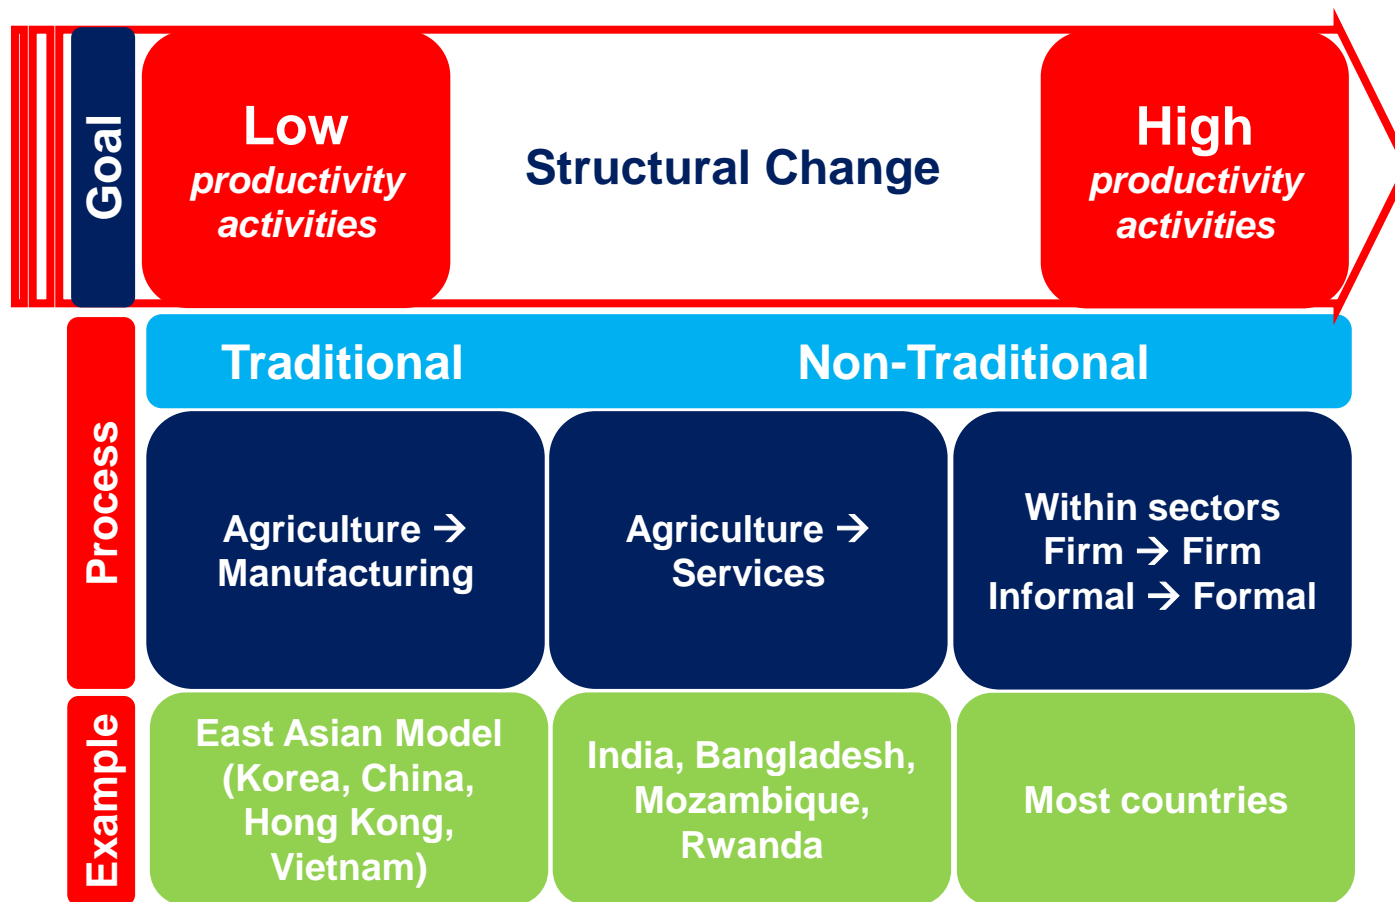 Goal
Low
productivity
activities
Structural Change
High
productivity
activities
Process
Traditional
Non-Traditional
Agriculture →
Manufacturing
Agriculture →
Services
Within sectors
Firm → Firm
Informal → Formal
Example
East Asian Model
(Korea, China,
Hong Kong,
Vietnam)
India, Bangladesh,
Mozambique,
Rwanda
Most countries